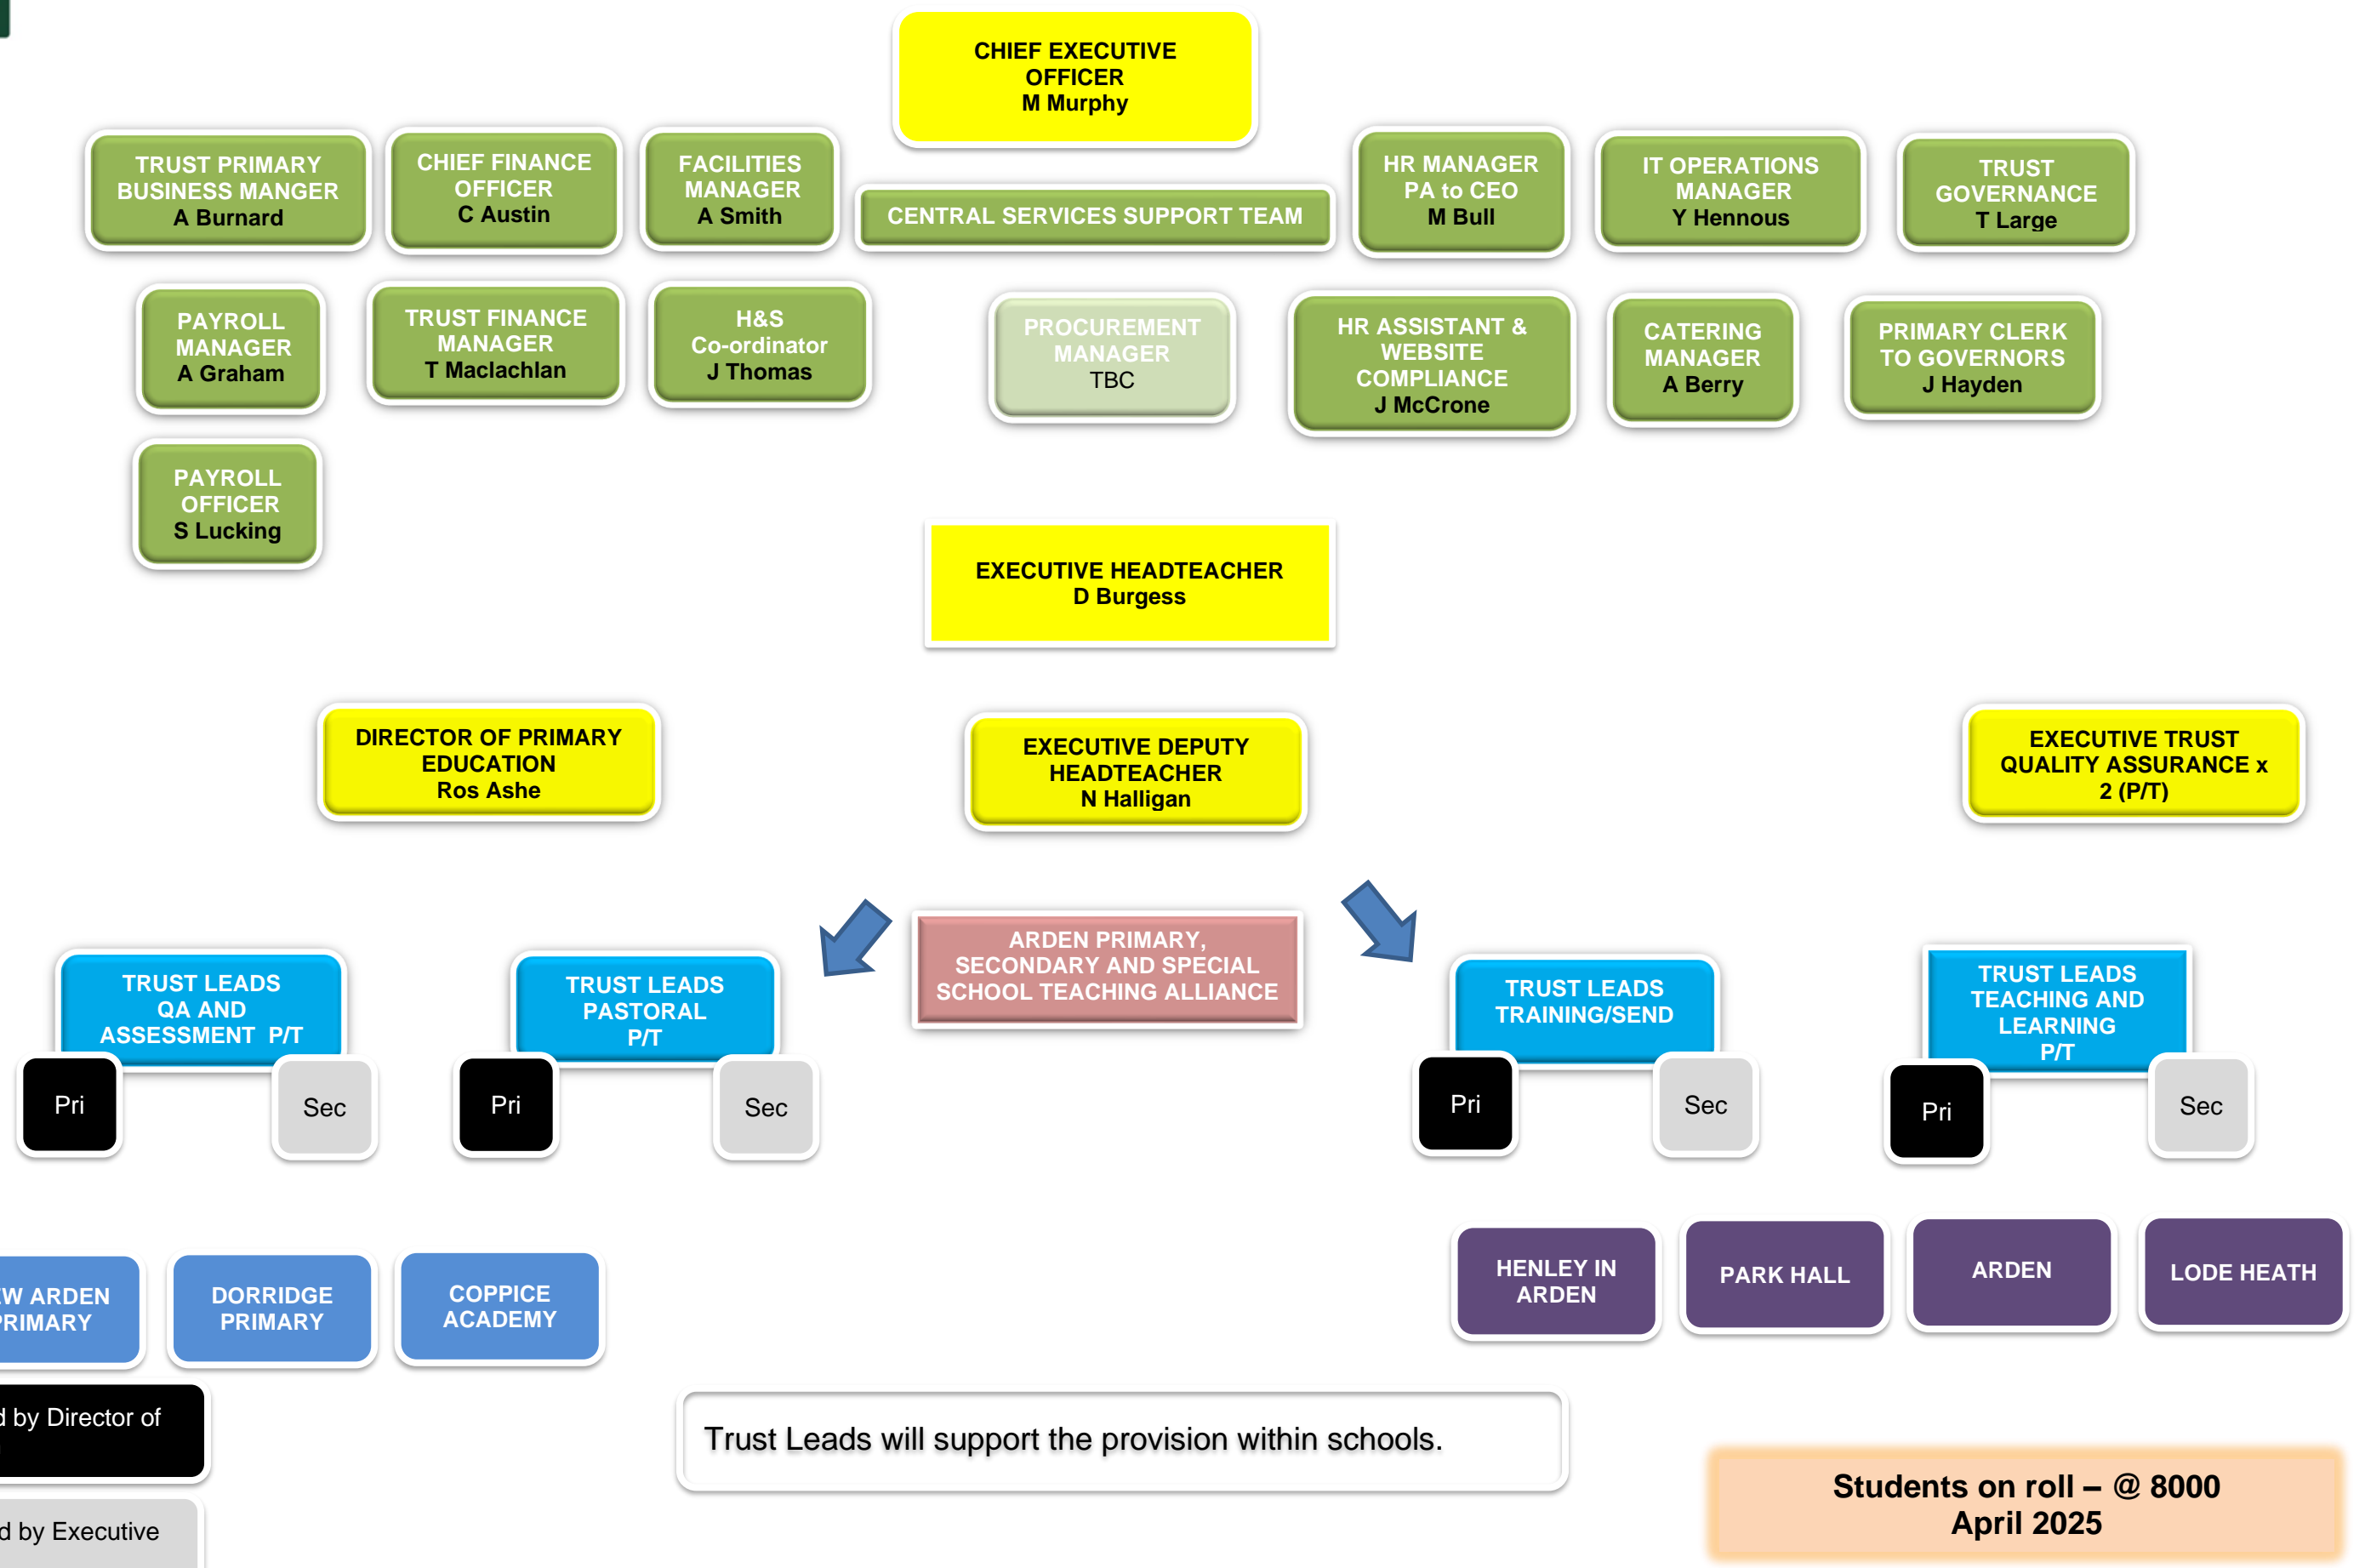 CHIEF EXECUTIVE
OFFICER
M Murphy
TRUST PRIMARY
BUSINESS MANGER
A Burnard
CHIEF FINANCE
OFFICER
C Austin
FACILITIES
MANAGER
A Smith
CENTRAL SERVICES SUPPORT TEAM
HR MANAGER
PA to CEO
M Bull
IT OPERATIONS
MANAGER
Y Hennous
TRUST
GOVERNANCE
T Large
PAYROLL
MANAGER
A Graham
TRUST FINANCE
MANAGER
T Maclachlan
H&S
Co-ordinator
J Thomas
PROCUREMENT
MANAGER
TBC
HR ASSISTANT &
WEBSITE
COMPLIANCE
J McCrone
CATERING
MANAGER
A Berry
PRIMARY CLERK
TO GOVERNORS
J Hayden
PAYROLL
OFFICER
S Lucking
EXECUTIVE HEADTEACHER
D Burgess
DIRECTOR OF PRIMARY
EDUCATION
Ros Ashe
EXECUTIVE DEPUTY
HEADTEACHER
N Halligan
EXECUTIVE TRUST
QUALITY ASSURANCE x
2 (P/T)
ARDEN PRIMARY,
SECONDARY AND SPECIAL
SCHOOL TEACHING ALLIANCE
TRUST LEADS
QA AND
ASSESSMENT P/T
Pri
Sec
TRUST LEADS
PASTORAL
P/T
Pri
Sec
TRUST LEADS
TRAINING/SEND
Pri
Sec
TRUST LEADS
TEACHING AND
LEARNING
P/T
Pri
Sec
ARDEN
DORRIDGE
PRIMARY
COPPICE
ACADEMY
HENLEY IN
ARDEN
PARK HALL
ARDEN
LODE HEATH
by Director of
by Executive
Trust Leads will support the provision within schools.
Students on roll – @ 8000
April 2025